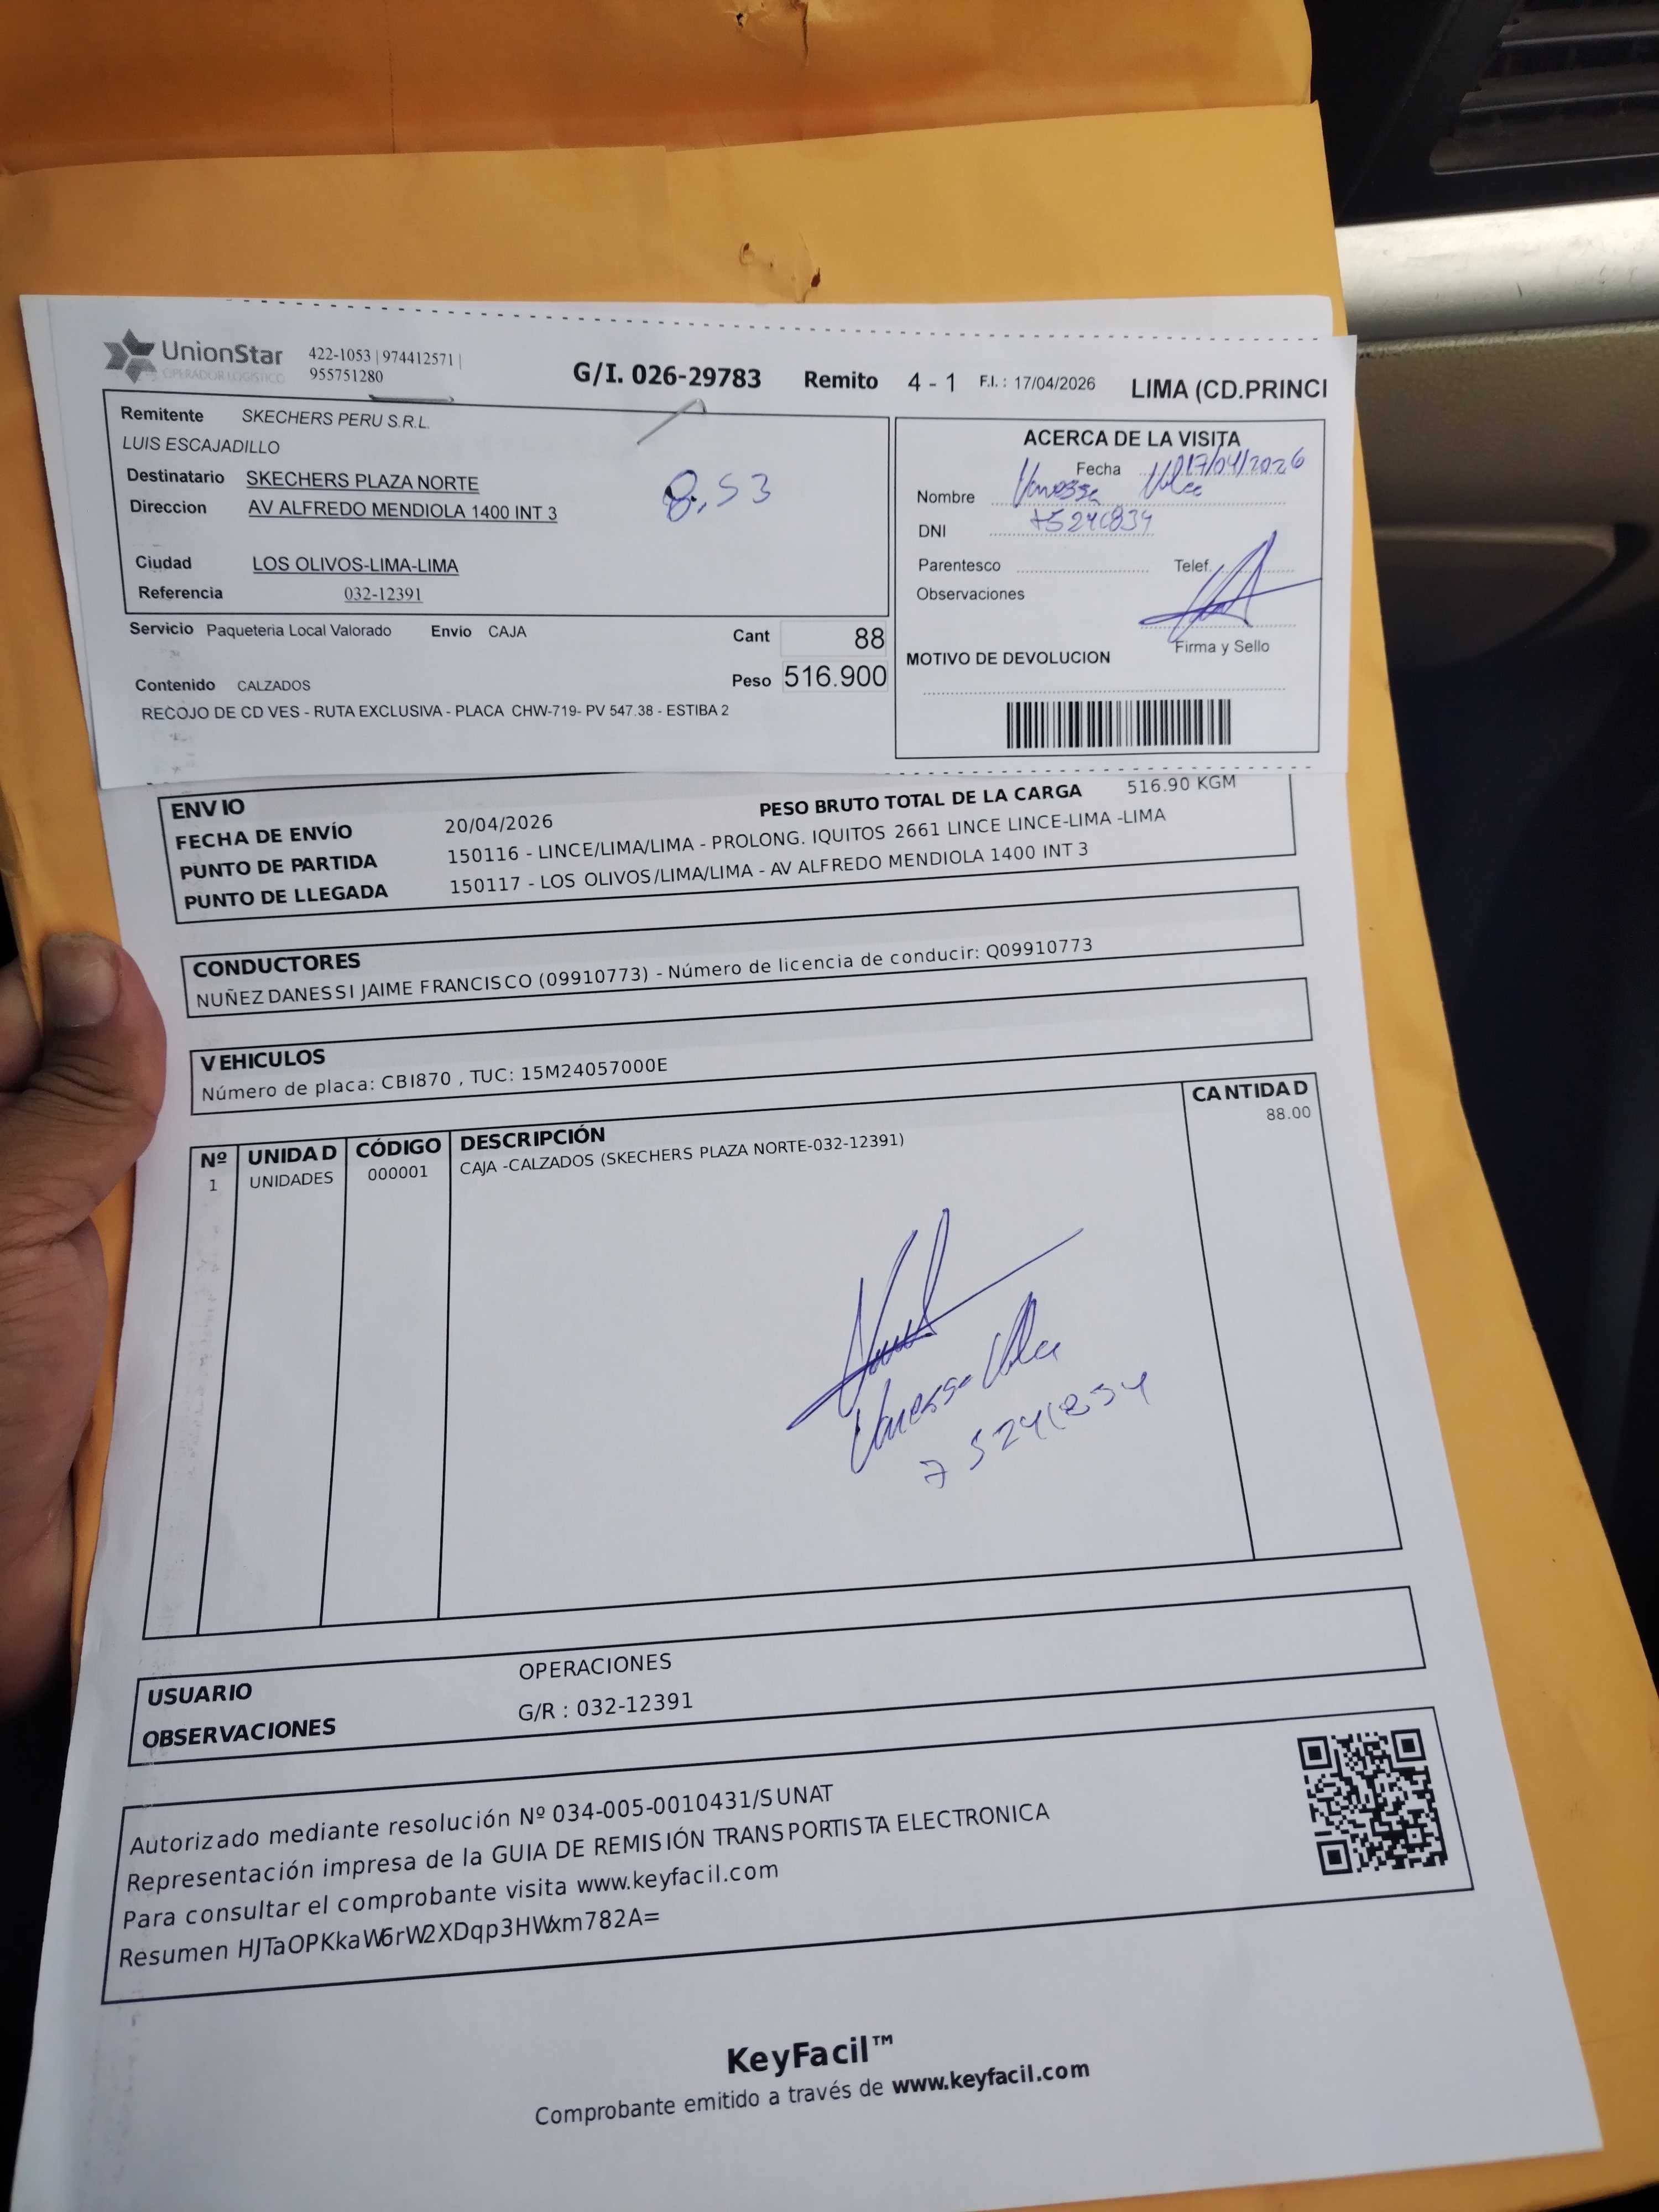 UnionStar
OPERADOR LOGISTICO
422-1053 | 974412571 |
955751280
G/I. 026-29783 Remito 4 - 1 F.I. : 17/04/2026 LIMA (CD.PRINCI
Remitente SKECHERS PERU S.R.L.
LUIS ESCAJADILLO
Destinatario SKECHERS PLAZA NORTE
Direccion AV ALFREDO MENDIOLA 1400 INT 3
8,53
Ciudad LOS OLIVOS-LIMA-LIMA
Referencia 032-12391
Servicio Paqueteria Local Valorado Envio CAJA Cant 88
Peso 516.900
Contenido CALZADOS
RECOJO DE CD VES - RUTA EXCLUSIVA - PLACA CHW-719- PV 547.38 - ESTIBA 2
ACERCA DE LA VISITA
Fecha 17/04/2026
Nombre Vanessa
DNI
Parentesco Telef.
Observaciones
Firma y Sello
MOTIVO DE DEVOLUCION
ENVIO
FECHA DE ENVÍO 20/04/2026 PESO BRUTO TOTAL DE LA CARGA 516.90 KGM
PUNTO DE PARTIDA 150116 - LINCE/LIMA/LIMA - PROLONG. IQUITOS 2661 LINCE LINCE-LIMA -LIMA
PUNTO DE LLEGADA 150117 - LOS OLIVOS/LIMA/LIMA - AV ALFREDO MENDIOLA 1400 INT 3
CONDUCTORES
NUÑEZ DANESSI JAIME FRANCISCO (09910773) - Número de licencia de conducir: Q09910773
VEHICULOS
Número de placa: CBI870 , TUC: 15M24057000E
Nº UNIDAD CÓDIGO DESCRIPCIÓN CANTIDAD
1 UNIDADES 000001 CAJA -CALZADOS (SKECHERS PLAZA NORTE-032-12391) 88.00
Vanessa
USUARIO OPERACIONES
OBSERVACIONES G/R : 032-12391
Autorizado mediante resolución Nº 034-005-0010431/SUNAT
Representación impresa de la GUIA DE REMISIÓN TRANSPORTISTA ELECTRONICA
Para consultar el comprobante visita www.keyfacil.com
Resumen HJTaOPKkaW6rW2XDqp3HWxm782A=
KeyFacil™
Comprobante emitido a través de www.keyfacil.com